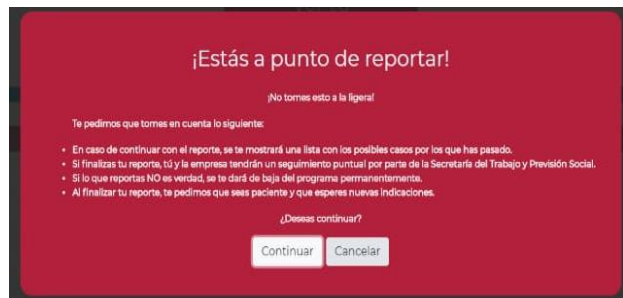 ¡Estás a punto de reportar!
¡No tomes esto a la ligera!
Te pedimos que tomes en cuenta lo siguiente:
• En caso de continuar con el reporte, se te mostrará una lista con los posibles casos por los que has pasado.
• Si finalizas tu reporte, tú y la empresa tendrán un seguimiento puntual por parte de la Secretaría del Trabajo y Previsión Social.
• Si lo que reportas NO es verdad, se te dará de baja del programa permanentemente.
• Al finalizar tu reporte, te pedimos que seas paciente y que esperes nuevas indicaciones.
¿Deseas continuar?
Continuar Cancelar